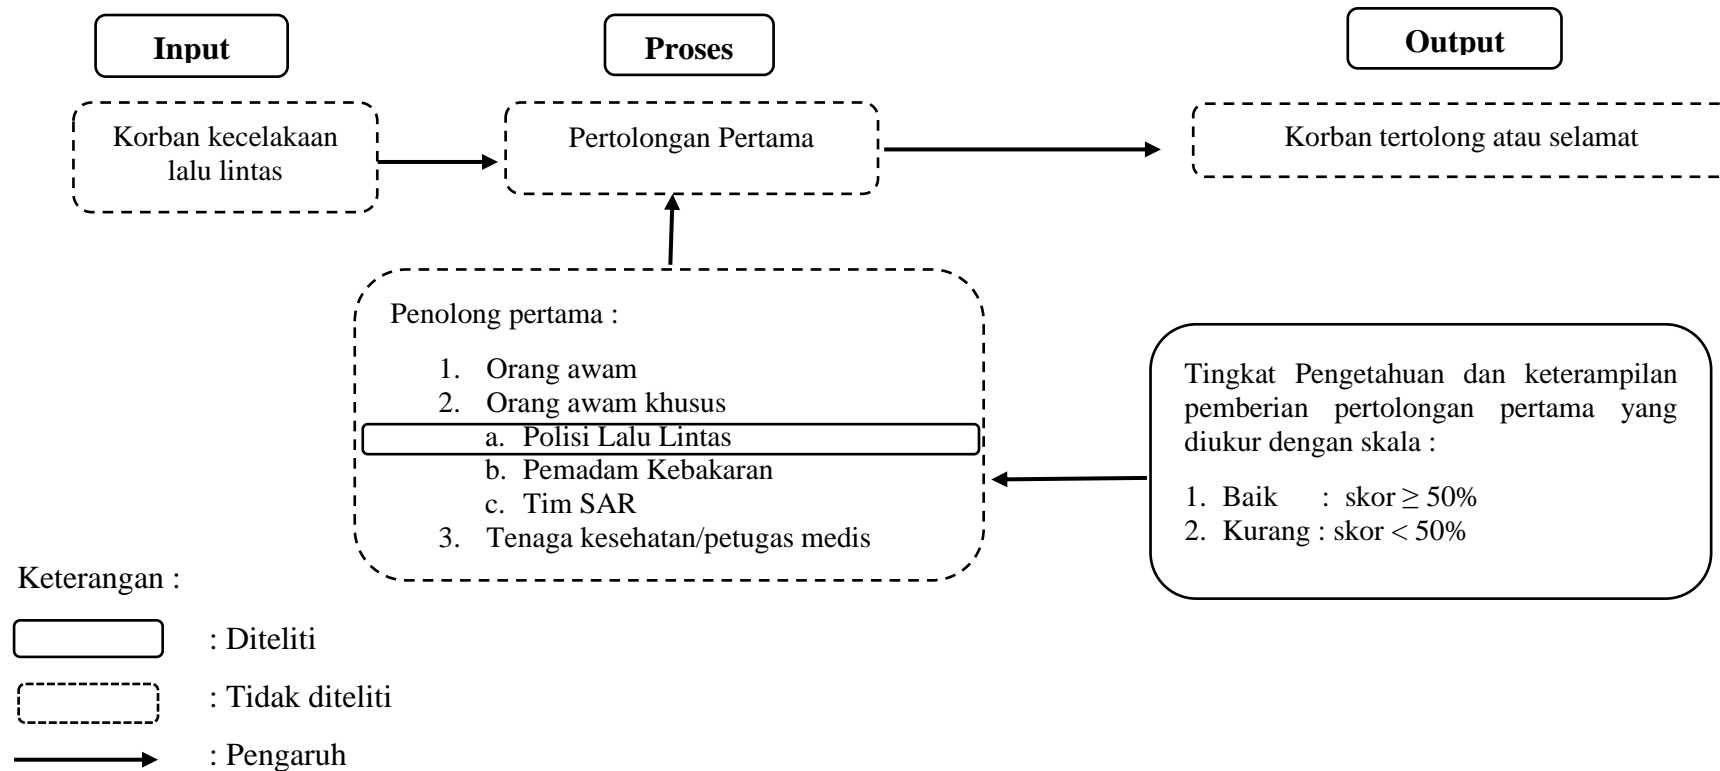 Input
Proses
Output
Korban kecelakaan
lalu lintas
Pertolongan Pertama
Korban tertolong atau selamat
Penolong pertama :
1. Orang awam
2. Orang awam khusus
a. Polisi Lalu Lintas
b. Pemadam Kebakaran
c. Tim SAR
3. Tenaga kesehatan/petugas medis
Tingkat Pengetahuan dan keterampilan
pemberian pertolongan pertama yang
diukur dengan skala :
1. Baik : skor ≥ 50%
2. Kurang : skor < 50%
Keterangan :
: Diteliti
: Tidak diteliti
: Pengaruh